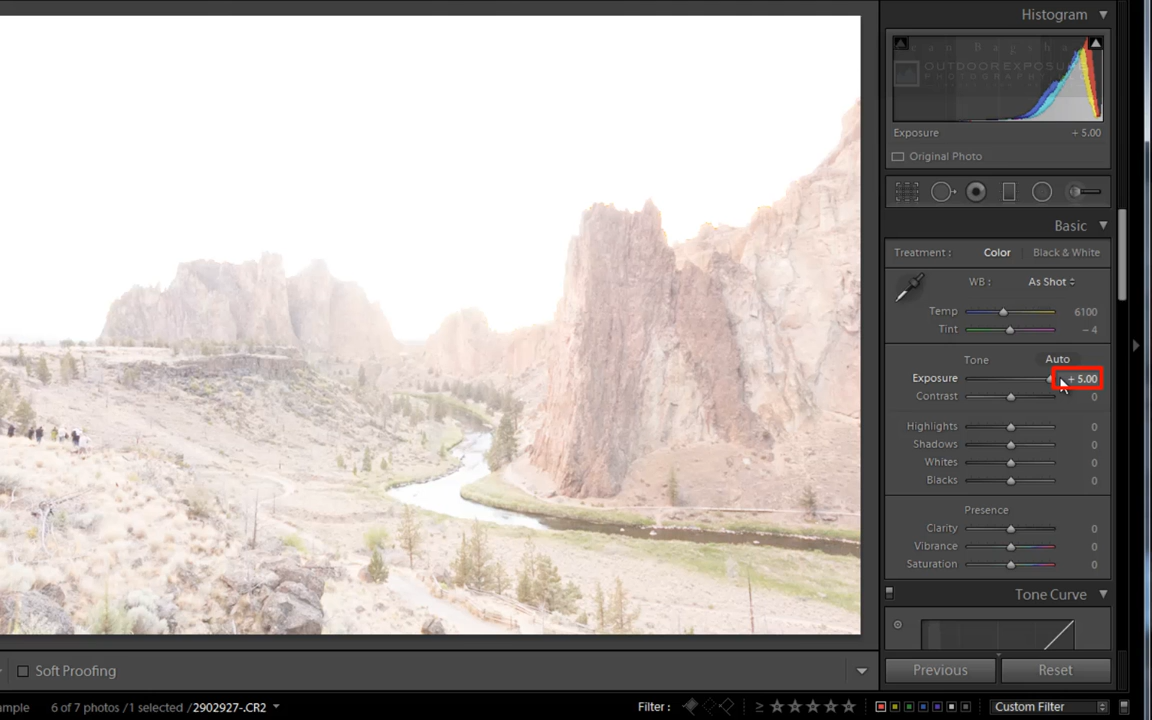 Histogram
OUTDOOR EXPOSURE
PHOTOGRAPHY
Exposure + 5.00
Original Photo
Basic
Treatment : Color Black & White
WB : As Shot
Temp 6100
Tint – 4
Tone Auto
Exposure + 5.00
Contrast 0
Highlights 0
Shadows 0
Whites 0
Blacks 0
Presence
Clarity 0
Vibrance 0
Saturation 0
Tone Curve
Previous Reset
Soft Proofing
6 of 7 photos / 1 selected / 2902927-.CR2 Filter : Custom Filter